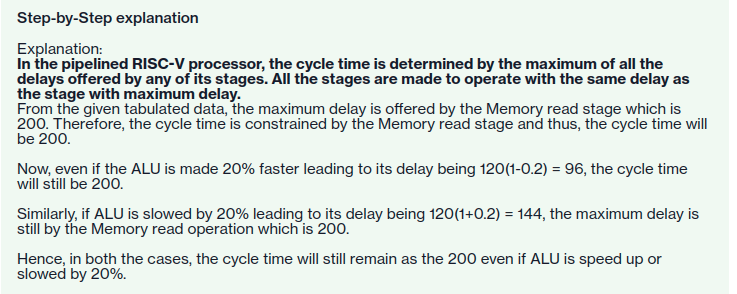 Step-by-Step explanation
Explanation:
In the pipelined RISC-V processor, the cycle time is determined by the maximum of all the
delays offered by any of its stages. All the stages are made to operate with the same delay as
the stage with maximum delay.
From the given tabulated data, the maximum delay is offered by the Memory read stage which is
200. Therefore, the cycle time is constrained by the Memory read stage and thus, the cycle time will
be 200.
Now, even if the ALU is made 20% faster leading to its delay being 120(1-0.2) = 96, the cycle time
will still be 200.
Similarly, if ALU is slowed by 20% leading to its delay being 120(1+0.2) = 144, the maximum delay is
still by the Memory read operation which is 200.
Hence, in both the cases, the cycle time will still remain as the 200 even if ALU is speed up or
slowed by 20%.